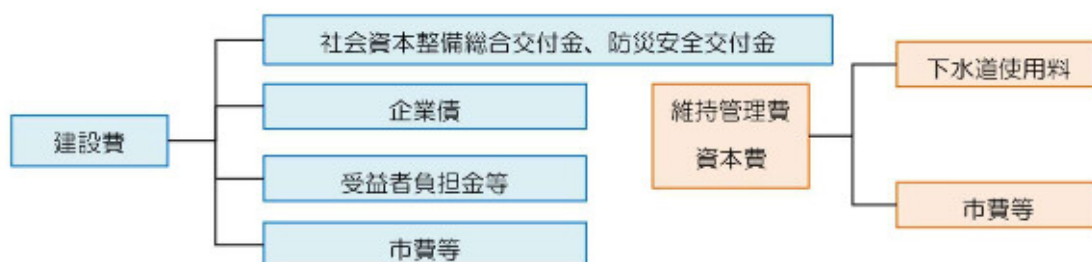 建設費
社会資本整備総合交付金、防災安全交付金
企業債
受益者負担金等
市費等
維持管理費
資本費
下水道使用料
市費等